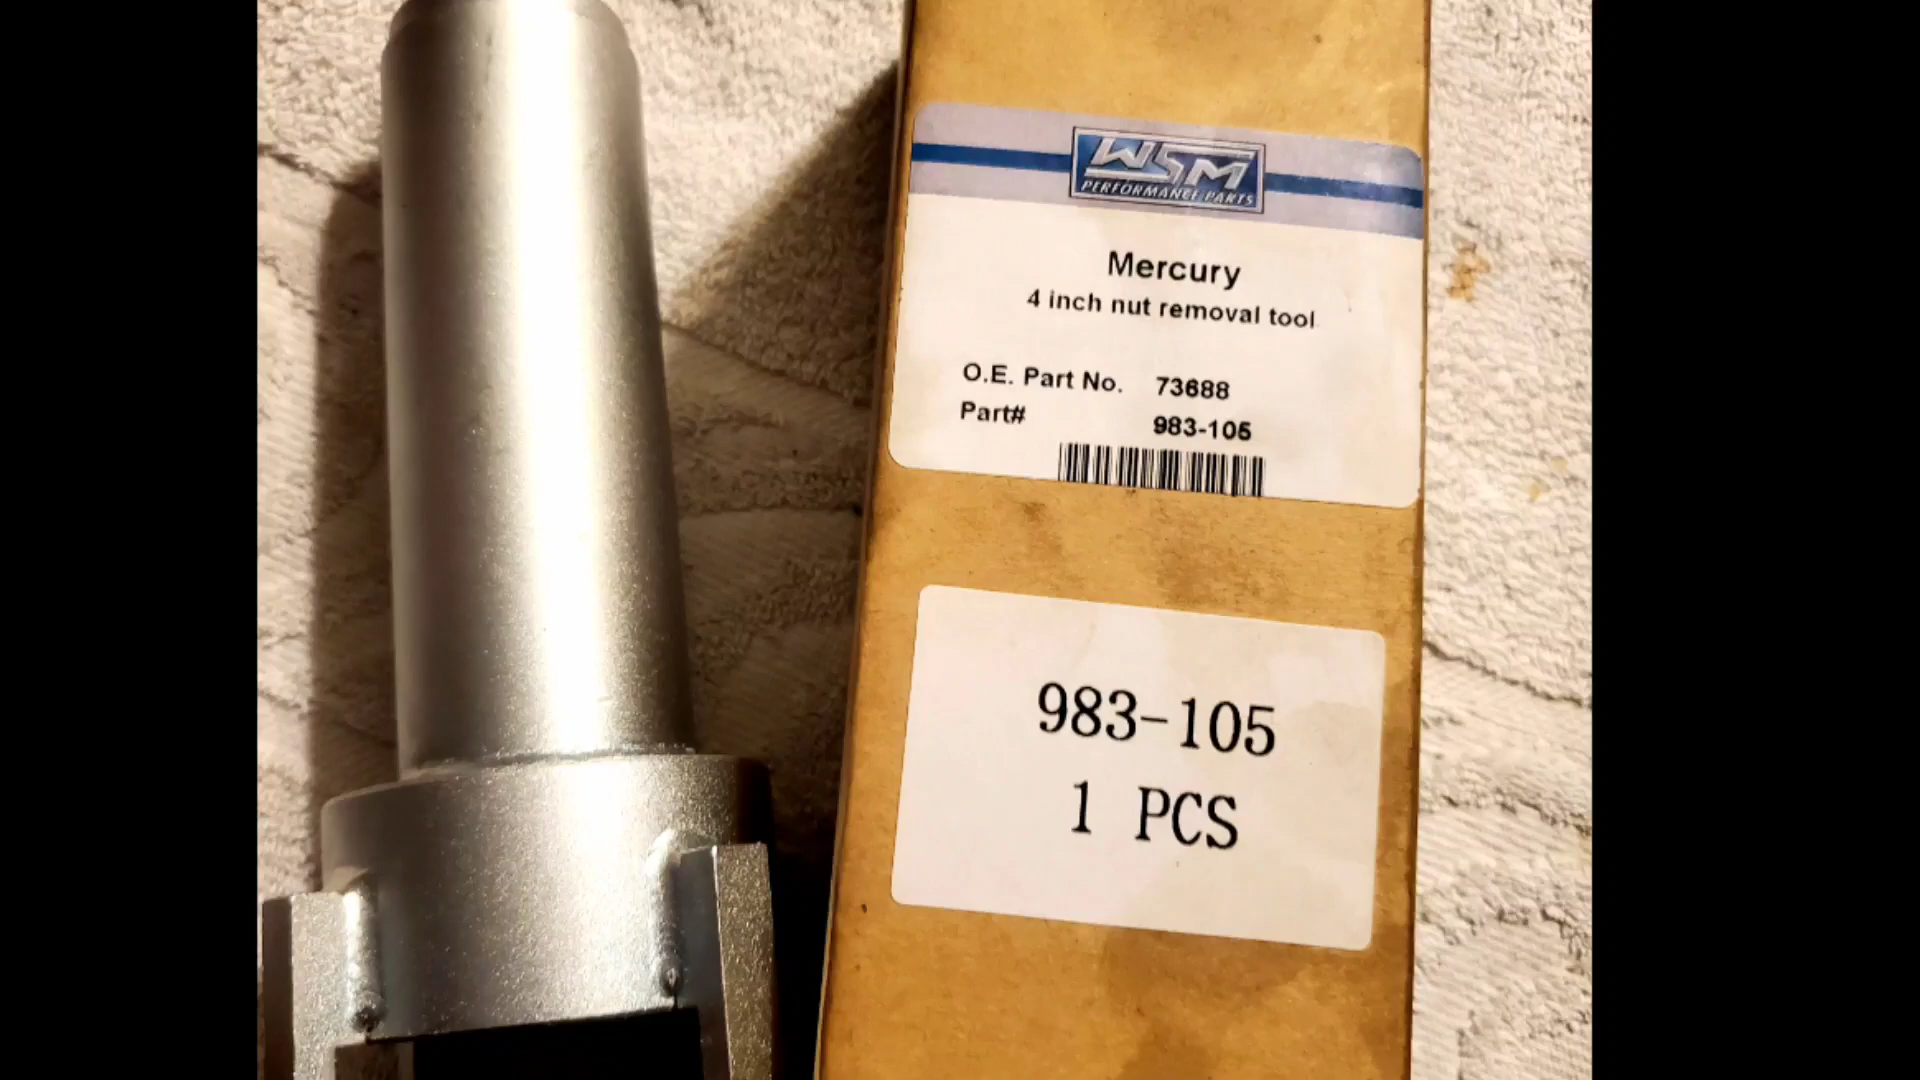 WSM
PERFORMANCE PARTS
Mercury
4 inch nut removal tool
O.E. Part No. 73688
Part# 983-105
983-105
1 PCS